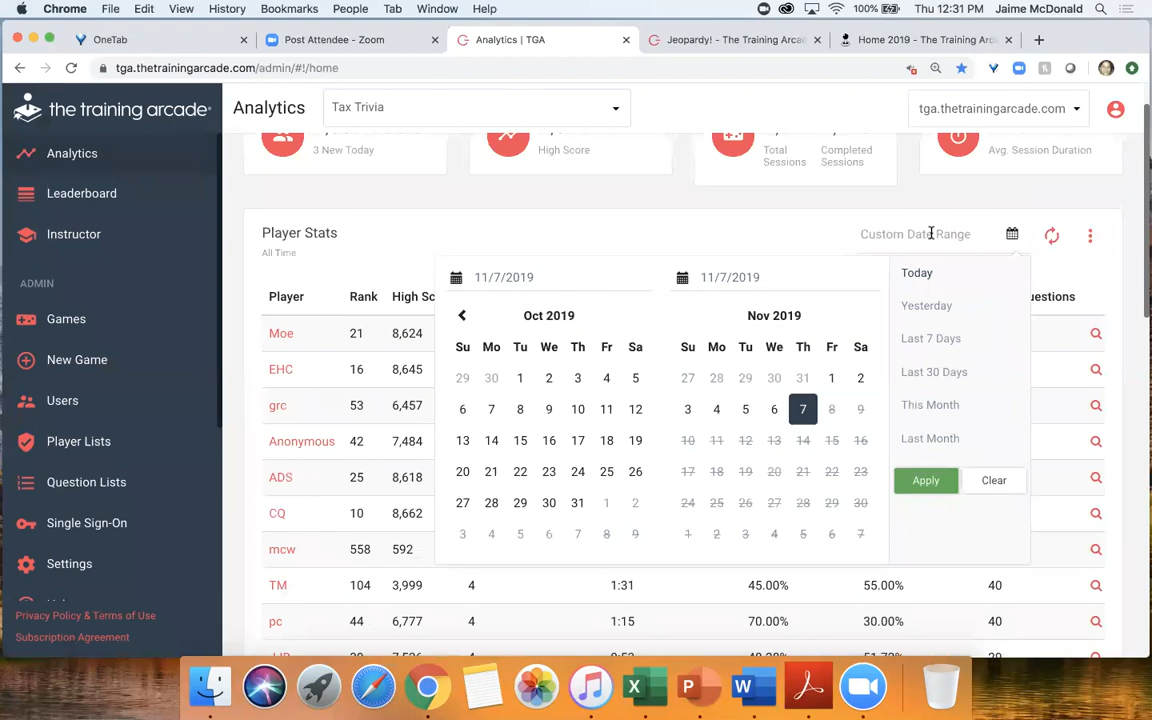 Chrome File Edit View History Bookmarks People Tab Window Help 100% Thu 12:31 PM Jaime McDonald
OneTab Post Attendee - Zoom Analytics | TGA Jeopardy! - The Training Arca Home 2019 - The Training Arc
tga.thetrainingarcade.com/admin/#!/home
the training arcade
Analytics Tax Trivia tga.thetrainingarcade.com
Analytics
Leaderboard
Instructor
ADMIN
Games
New Game
Users
Player Lists
Question Lists
Single Sign-On
Settings
Privacy Policy & Terms of Use
Subscription Agreement
3 New Today High Score Total Sessions Completed Sessions Avg. Session Duration
Player Stats Custom Date Range
All Time
11/7/2019 11/7/2019
Oct 2019 Nov 2019
Su Mo Tu We Th Fr Sa Su Mo Tu We Th Fr Sa
29 30 1 2 3 4 5 27 28 29 30 31 1 2
6 7 8 9 10 11 12 3 4 5 6 7 8 9
13 14 15 16 17 18 19 10 11 12 13 14 15 16
20 21 22 23 24 25 26 17 18 19 20 21 22 23
27 28 29 30 31 1 2 24 25 26 27 28 29 30
3 4 5 6 7 8 9 1 2 3 4 5 6 7
Today
Yesterday
Last 7 Days
Last 30 Days
This Month
Last Month
Apply Clear
Player Rank High Sc estions
Moe 21 8,624
EHC 16 8,645
grc 53 6,457
Anonymous 42 7,484
ADS 25 8,618
CQ 10 8,662
mcw 558 592
TM 104 3,999 4 1:31 45.00% 55.00% 40
pc 44 6,777 4 1:15 70.00% 30.00% 40